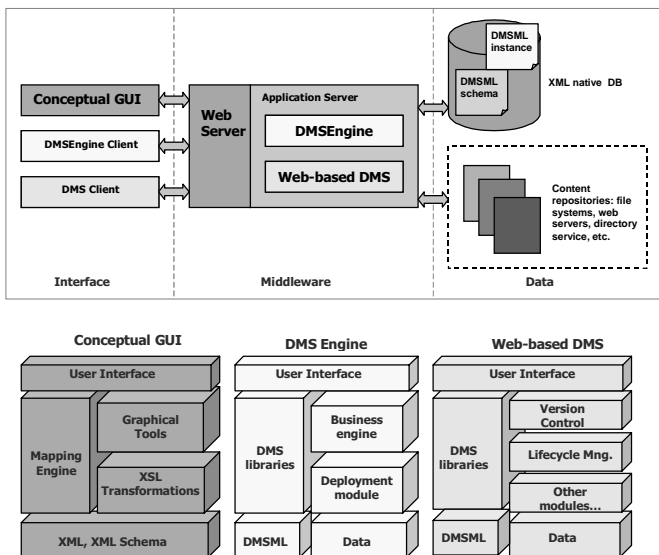 DMSML
instance
DMSML
schema
XML native DB
Conceptual GUI
DMSEngine Client
DMS Client
Web
Server
Application Server
DMSEngine
Web-based DMS
Content
repositories: file
systems, web
servers, directory
service, etc.
Interface
Middleware
Data
Conceptual GUI
User Interface
Mapping
Engine
Graphical
Tools
XSL
Transformations
XML, XML Schema
DMS Engine
User Interface
DMS
libraries
Business
engine
Deployment
module
DMSML
Data
Web-based DMS
User Interface
DMS
libraries
Version
Control
Lifecycle Mng.
Other
modules...
DMSML
Data